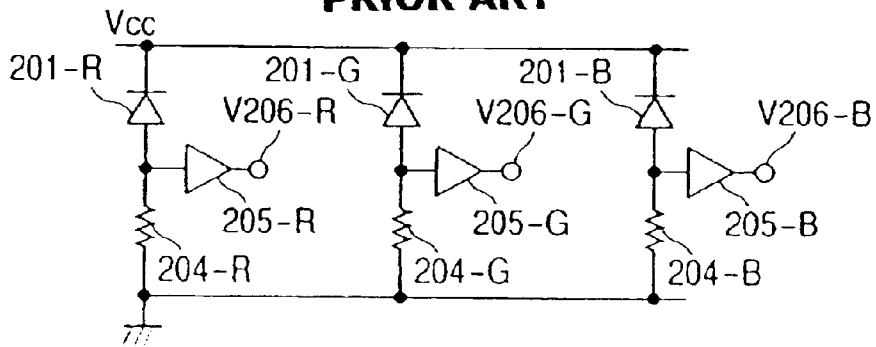 PRIOR ART
Vcc
201-R 201-G 201-B
V206-R V206-G V206-B
205-R 205-G 205-B
204-R 204-G 204-B